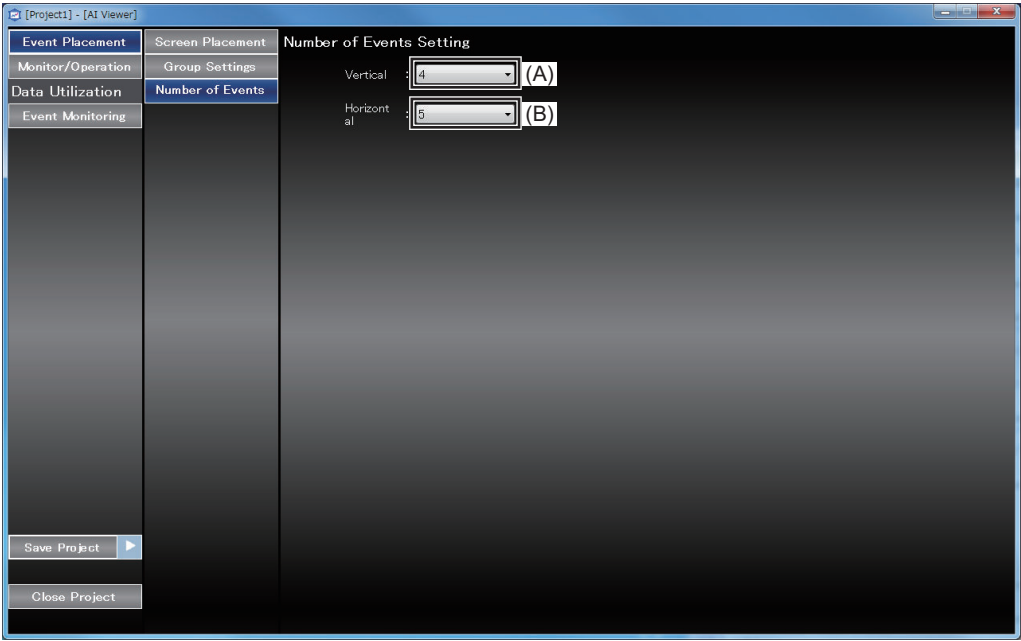 [Project1] - [AI Viewer]
Event Placement
Monitor/Operation
Data Utilization
Event Monitoring
Save Project
Close Project
Screen Placement
Group Settings
Number of Events
Number of Events Setting
Vertical : 4 (A)
Horizont
al : 5 (B)